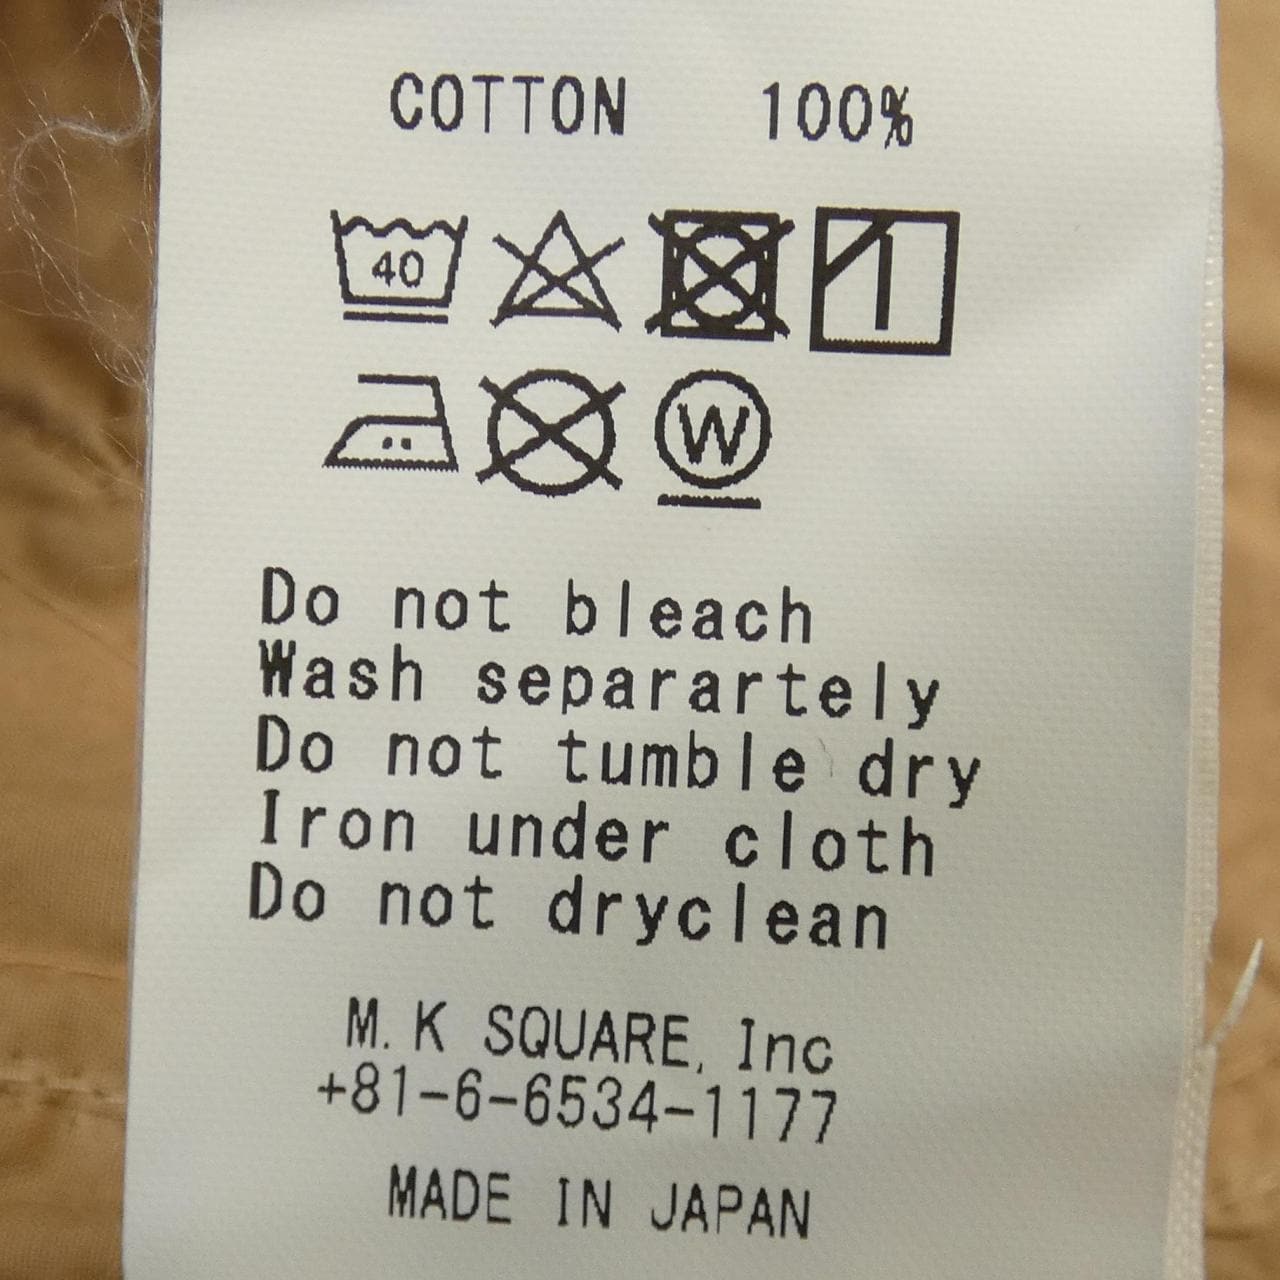 COTTON 100%
40
W
Do not bleach
Wash separartely
Do not tumble dry
Iron under cloth
Do not dryclean
M.K SQUARE, Inc
+81-6-6534-1177
MADE IN JAPAN